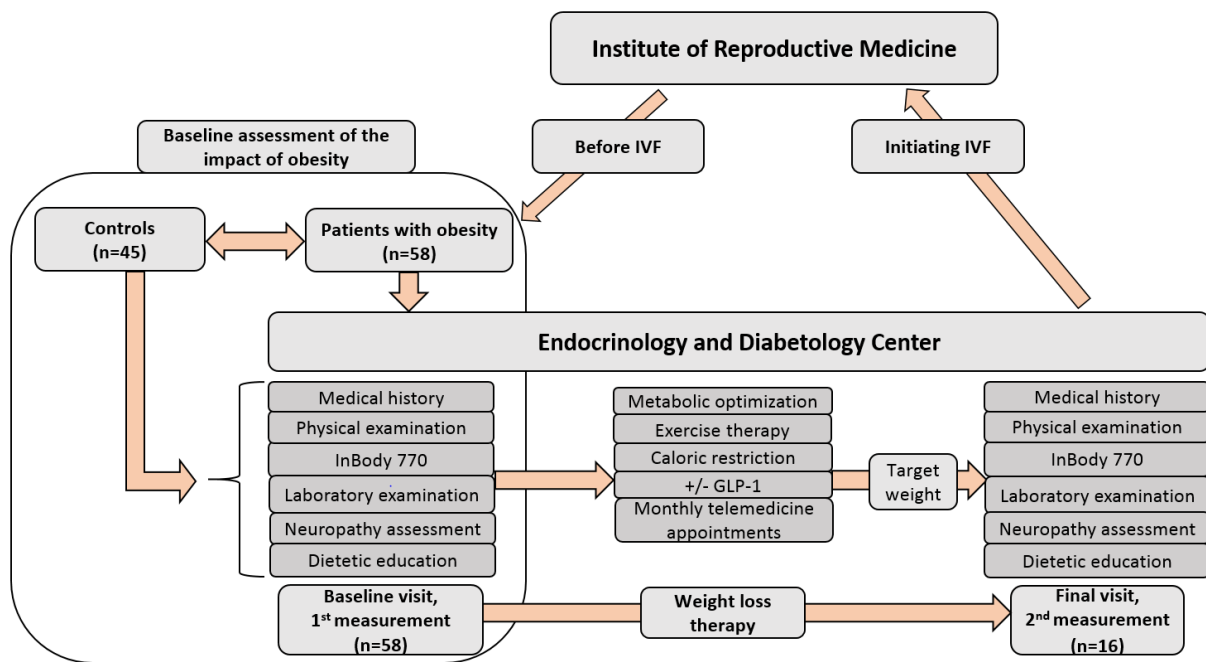 Institute of Reproductive Medicine
Baseline assessment of the
impact of obesity
Before IVF
Initiating IVF
Controls
(n=45)
Patients with obesity
(n=58)
Endocrinology and Diabetology Center
Medical history
Physical examination
InBody 770
Laboratory examination
Neuropathy assessment
Dietetic education
Metabolic optimization
Exercise therapy
Caloric restriction
+/- GLP-1
Monthly telemedicine
appointments
Target
weight
Medical history
Physical examination
InBody 770
Laboratory examination
Neuropathy assessment
Dietetic education
Baseline visit,
1st measurement
(n=58)
Weight loss
therapy
Final visit,
2nd measurement
(n=16)